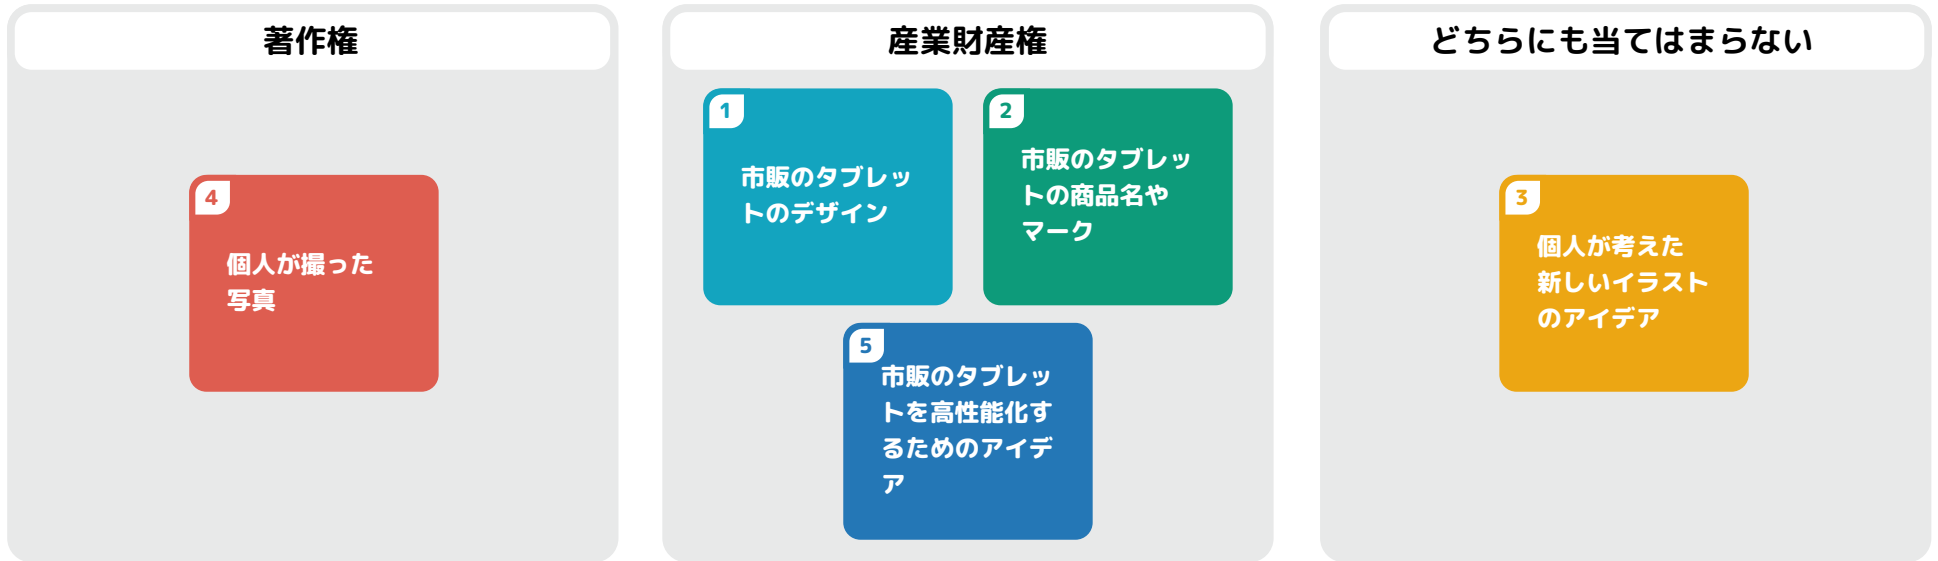 著作権
4
個人が撮った
写真
産業財産権
1
市販のタブレッ
トのデザイン
2
市販のタブレッ
トの商品名や
マーク
5
市販のタブレッ
トを高性能化す
るためのアイデ
ア
どちらにも当てはまらない
3
個人が考えた
新しいイラスト
のアイデア